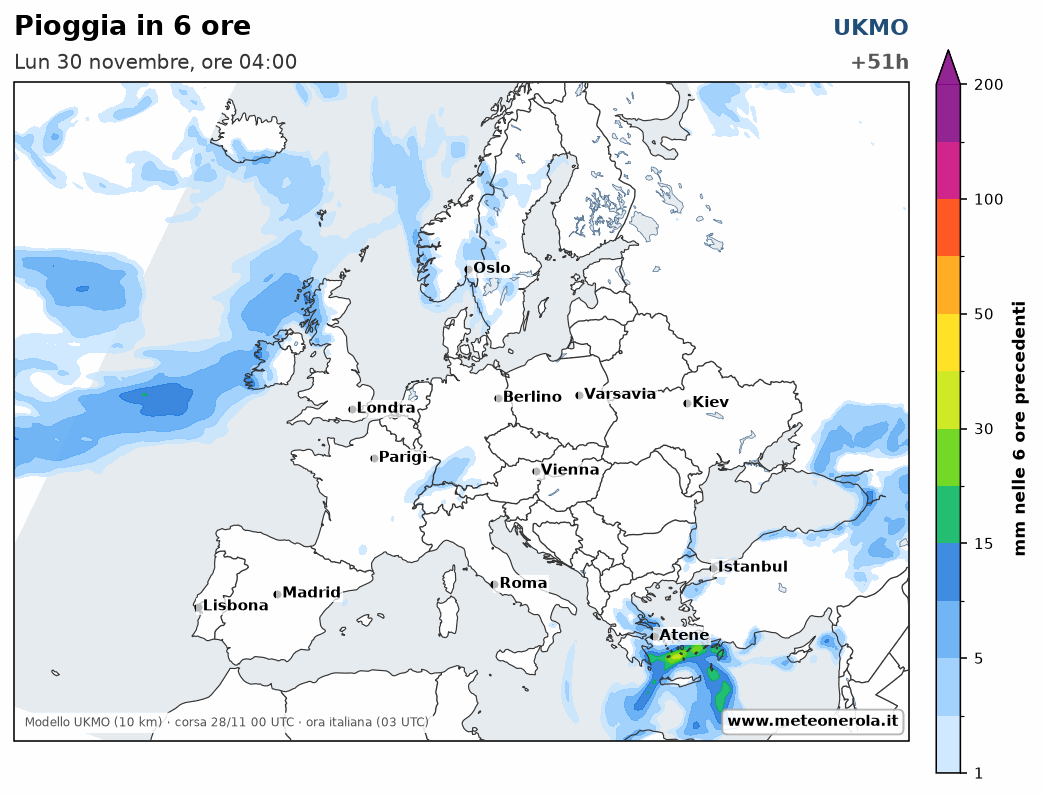 Pioggia in 6 ore
UKMO
Lun 30 novembre, ore 04:00
+51h
200
100
50
30
15
5
1
mm nelle 6 ore precedenti
Oslo
Berlino
Varsavia
Kiev
Londra
Parigi
Vienna
Istanbul
Roma
Madrid
Lisbona
Atene
Modello UKMO (10 km) · corsa 28/11 00 UTC · ora italiana (03 UTC)
www.meteonerola.it